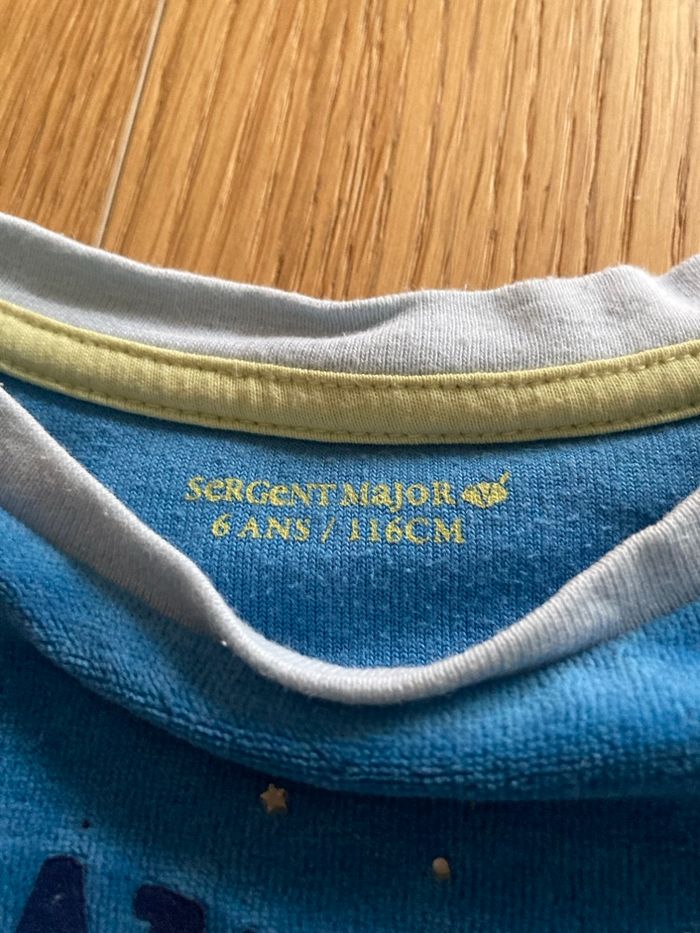 SeRGeNT MajoR
6 ANS / 116CM